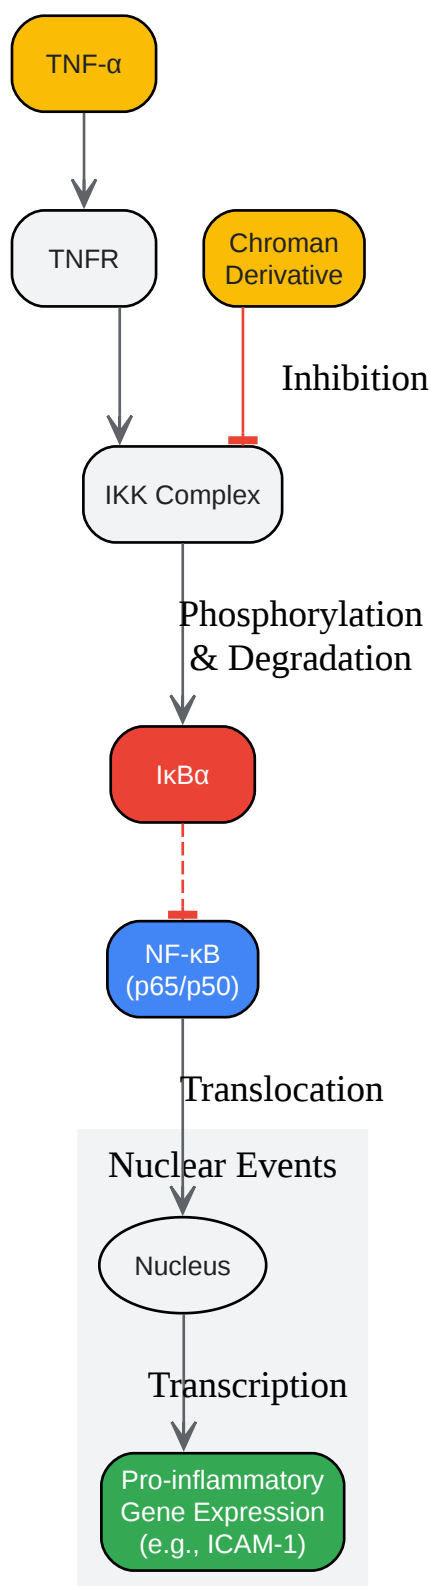 TNF-α
TNFR
Chroman
Derivative
Inhibition
IKK Complex
Phosphorylation
& Degradation
IκBα
NF-κB
(p65/p50)
Translocation
Nuclear Events
Nucleus
Transcription
Pro-inflammatory
Gene Expression
(e.g., ICAM-1)